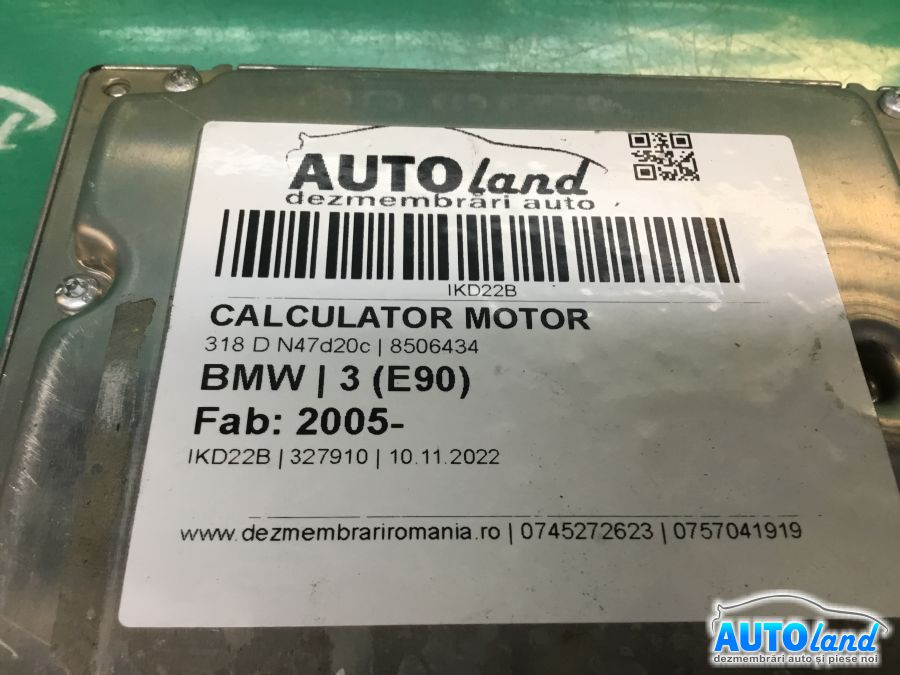 AUTOland
dezmembrări auto
IKD22B
CALCULATOR MOTOR
318 D N47d20c | 8506434
BMW | 3 (E90)
Fab: 2005-
IKD22B | 327910 | 10.11.2022
www.dezmembrariromania.ro | 0745272623 | 0757041919
AUTOland
dezmembrări auto și piese noi